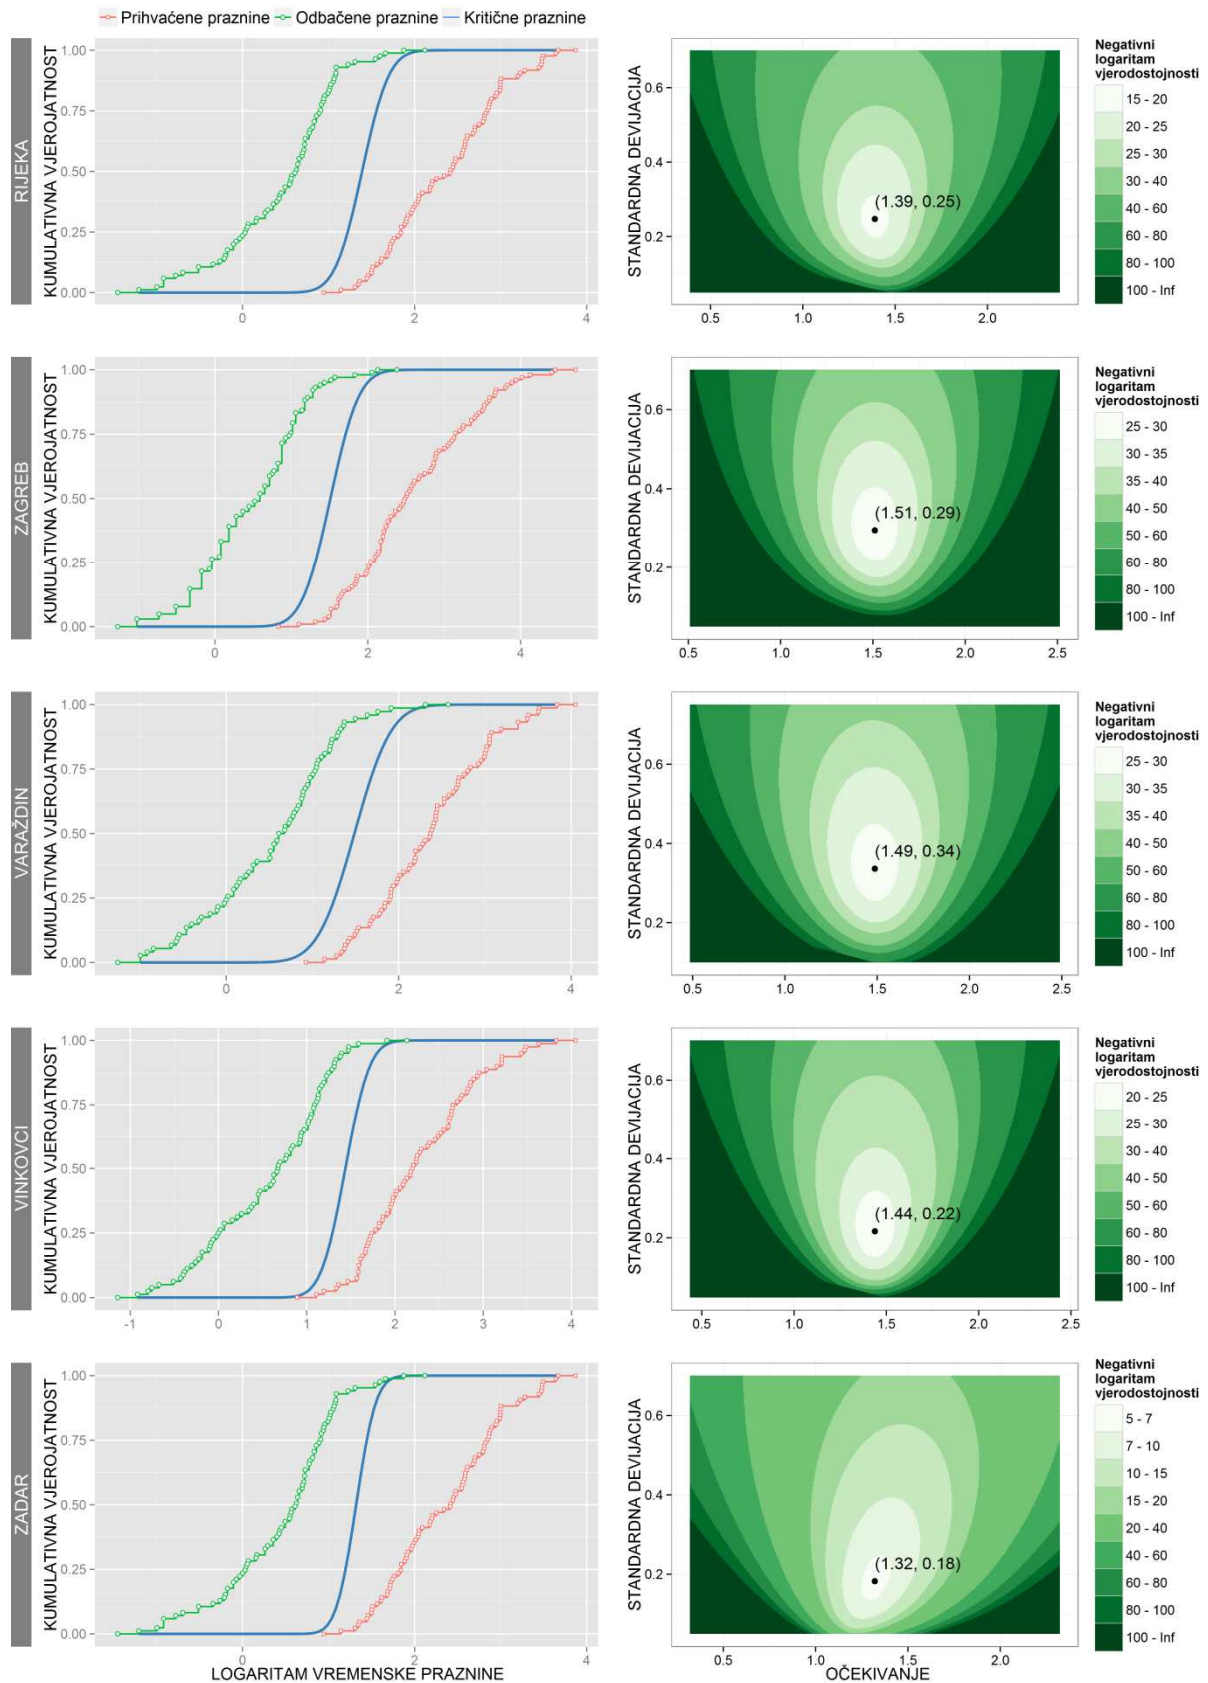 Prihvaćene praznine Odbačene praznine Kritične praznine
RIJEKA
KUMULATIVNA VJEROJATNOST
1.00
0.75
0.50
0.25
0.00
0 2 4
STANDARDNA DEVIJACIJA
0.6
0.4
0.2
(1.39, 0.25)
0.5 1.0 1.5 2.0
Negativni
logaritam
vjerodostojnosti
15 - 20
20 - 25
25 - 30
30 - 40
40 - 60
60 - 80
80 - 100
100 - Inf
ZAGREB
KUMULATIVNA VJEROJATNOST
1.00
0.75
0.50
0.25
0.00
0 2 4
STANDARDNA DEVIJACIJA
0.6
0.4
0.2
(1.51, 0.29)
0.5 1.0 1.5 2.0 2.5
Negativni
logaritam
vjerodostojnosti
25 - 30
30 - 35
35 - 40
40 - 50
50 - 60
60 - 80
80 - 100
100 - Inf
VARAŽDIN
KUMULATIVNA VJEROJATNOST
1.00
0.75
0.50
0.25
0.00
0 2 4
STANDARDNA DEVIJACIJA
0.6
0.4
0.2
(1.49, 0.34)
0.5 1.0 1.5 2.0 2.5
Negativni
logaritam
vjerodostojnosti
25 - 30
30 - 35
35 - 40
40 - 50
50 - 60
60 - 80
80 - 100
100 - Inf
VINKOVCI
KUMULATIVNA VJEROJATNOST
1.00
0.75
0.50
0.25
0.00
-1 0 1 2 3 4
STANDARDNA DEVIJACIJA
0.6
0.4
0.2
(1.44, 0.22)
0.5 1.0 1.5 2.0 2.5
Negativni
logaritam
vjerodostojnosti
20 - 25
25 - 30
30 - 40
40 - 50
50 - 60
60 - 80
80 - 100
100 - Inf
ZADAR
KUMULATIVNA VJEROJATNOST
1.00
0.75
0.50
0.25
0.00
0 2 4
LOGARITAM VREMENSKE PRAZNINE
STANDARDNA DEVIJACIJA
0.6
0.4
0.2
(1.32, 0.18)
0.5 1.0 1.5 2.0
OČEKIVANJE
Negativni
logaritam
vjerodostojnosti
5 - 7
7 - 10
10 - 15
15 - 20
20 - 40
40 - 60
60 - 80
80 - 100
100 - Inf